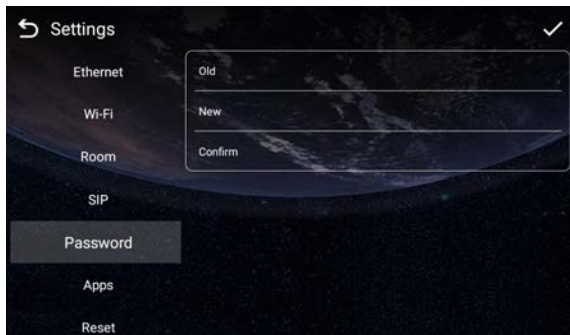 Settings
Ethernet
Wi-Fi
Room
SIP
Password
Apps
Reset
Old
New
Confirm